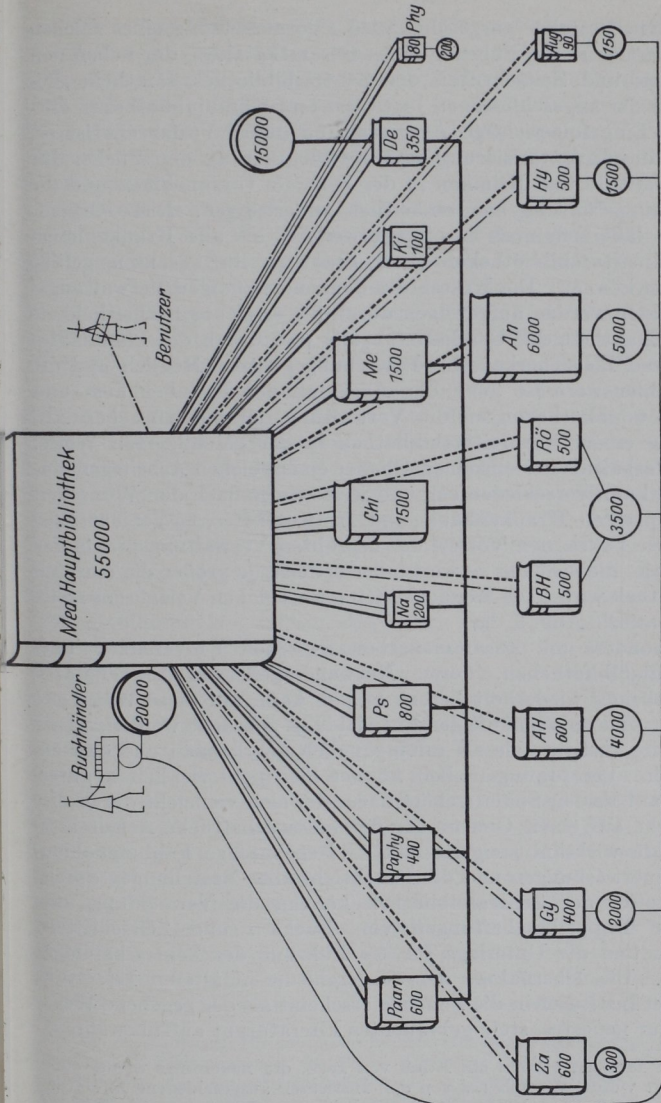 Med. Hauptbibliothek
55000
Buchhändler
20000
Benutzer
15000
Paan
600
Paphy
400
Ps
800
Na
200
Chi
1500
Me
1500
Ki
100
De
350
Phy
80
200
Za
600
300
Gy
400
2000
AH
600
4000
BH
500
Rö
500
3500
An
6000
5000
Hy
500
1500
Aug
90
150